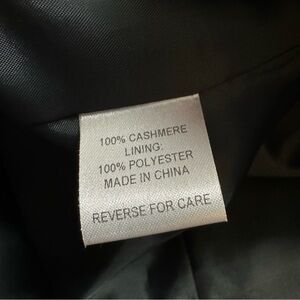 100% CASHMERE
LINING:
100% POLYESTER
MADE IN CHINA
REVERSE FOR CARE